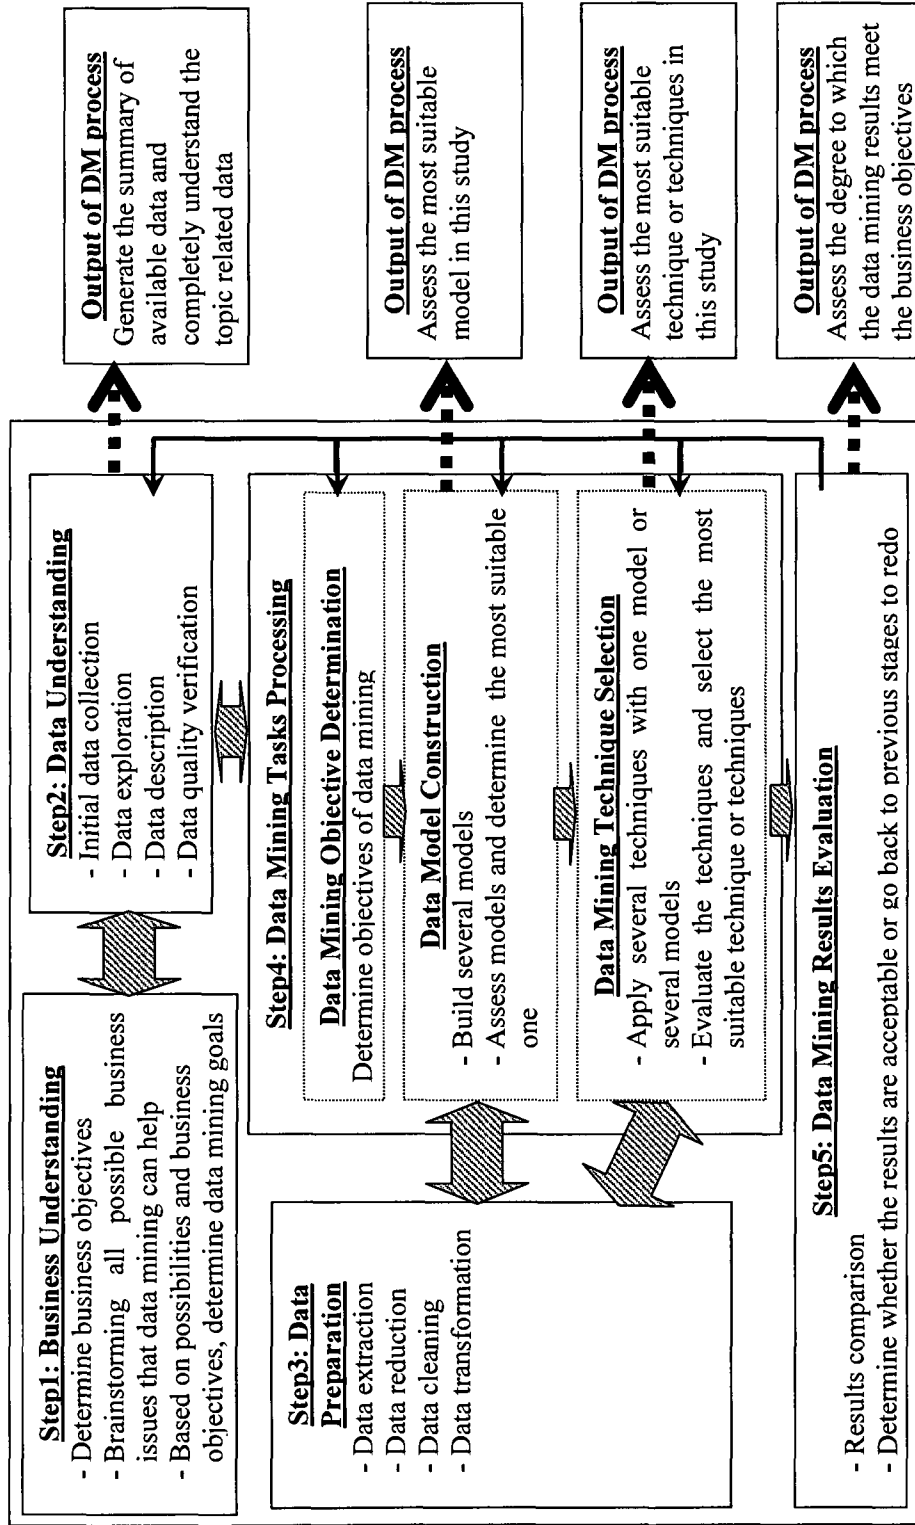 Step1: Business Understanding
- Determine business objectives
- Brainstorming all possible business
issues that data mining can help
- Based on possibilities and business
objectives, determine data mining goals
Step2: Data Understanding
- Initial data collection
- Data exploration
- Data description
- Data quality verification
Output of DM process
Generate the summary of
available data and
completely understand the
topic related data
Step3: Data
Preparation
- Data extraction
- Data reduction
- Data cleaning
- Data transformation
Step4: Data Mining Tasks Processing
Data Mining Objective Determination
Determine objectives of data mining
Data Model Construction
- Build several models
- Assess models and determine the most suitable
one
Output of DM process
Assess the most suitable
model in this study
Data Mining Technique Selection
- Apply several techniques with one model or
several models
- Evaluate the techniques and select the most
suitable technique or techniques
Output of DM process
Assess the most suitable
technique or techniques in
this study
Step5: Data Mining Results Evaluation
- Results comparison
- Determine whether the results are acceptable or go back to previous stages to redo
Output of DM process
Assess the degree to which
the data mining results meet
the business objectives